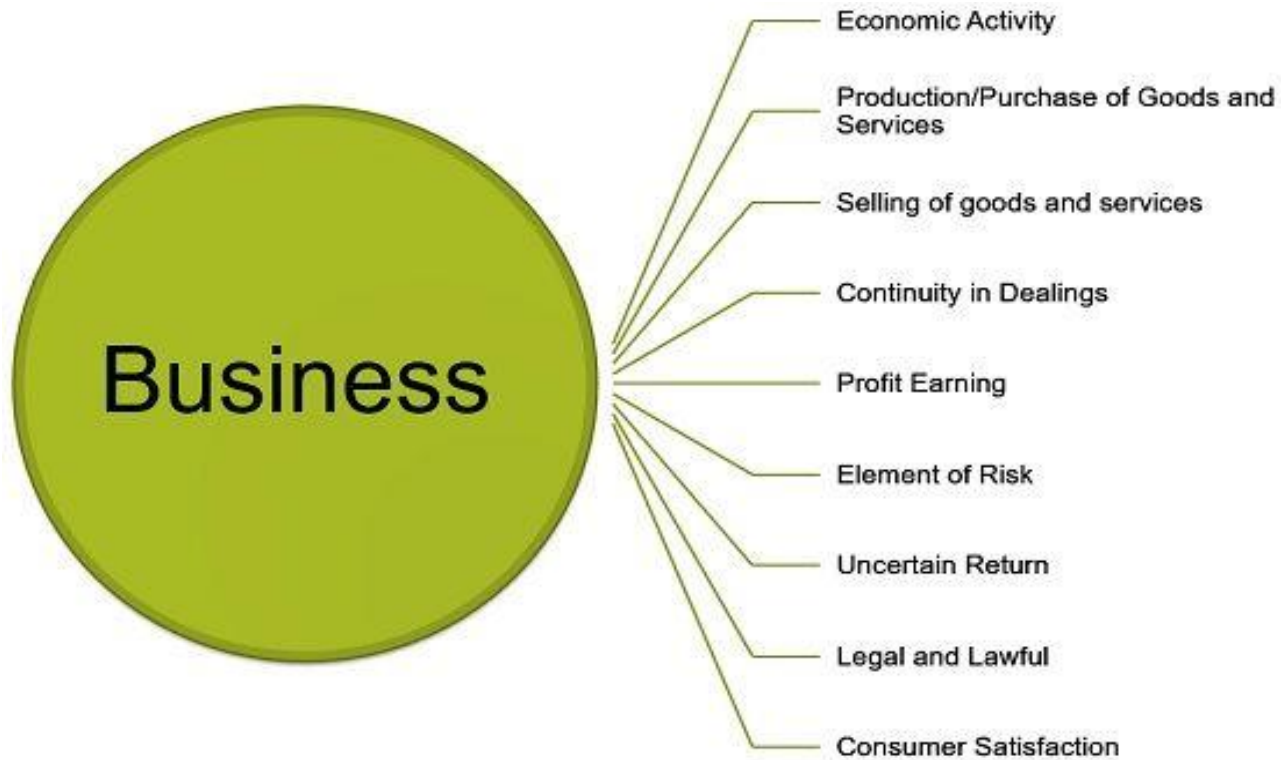 Business
Economic Activity
Production/Purchase of Goods and
Services
Selling of goods and services
Continuity in Dealings
Profit Earning
Element of Risk
Uncertain Return
Legal and Lawful
Consumer Satisfaction